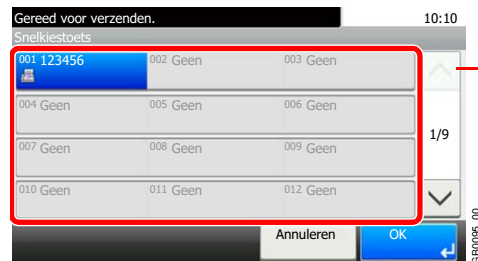 Gereed voor verzenden. 10:10
Snelkiestoets
001 123456 002 Geen 003 Geen
004 Geen 005 Geen 006 Geen
1/9
007 Geen 008 Geen 009 Geen
010 Geen 011 Geen 012 Geen
Annuleren OK
GB0095_00